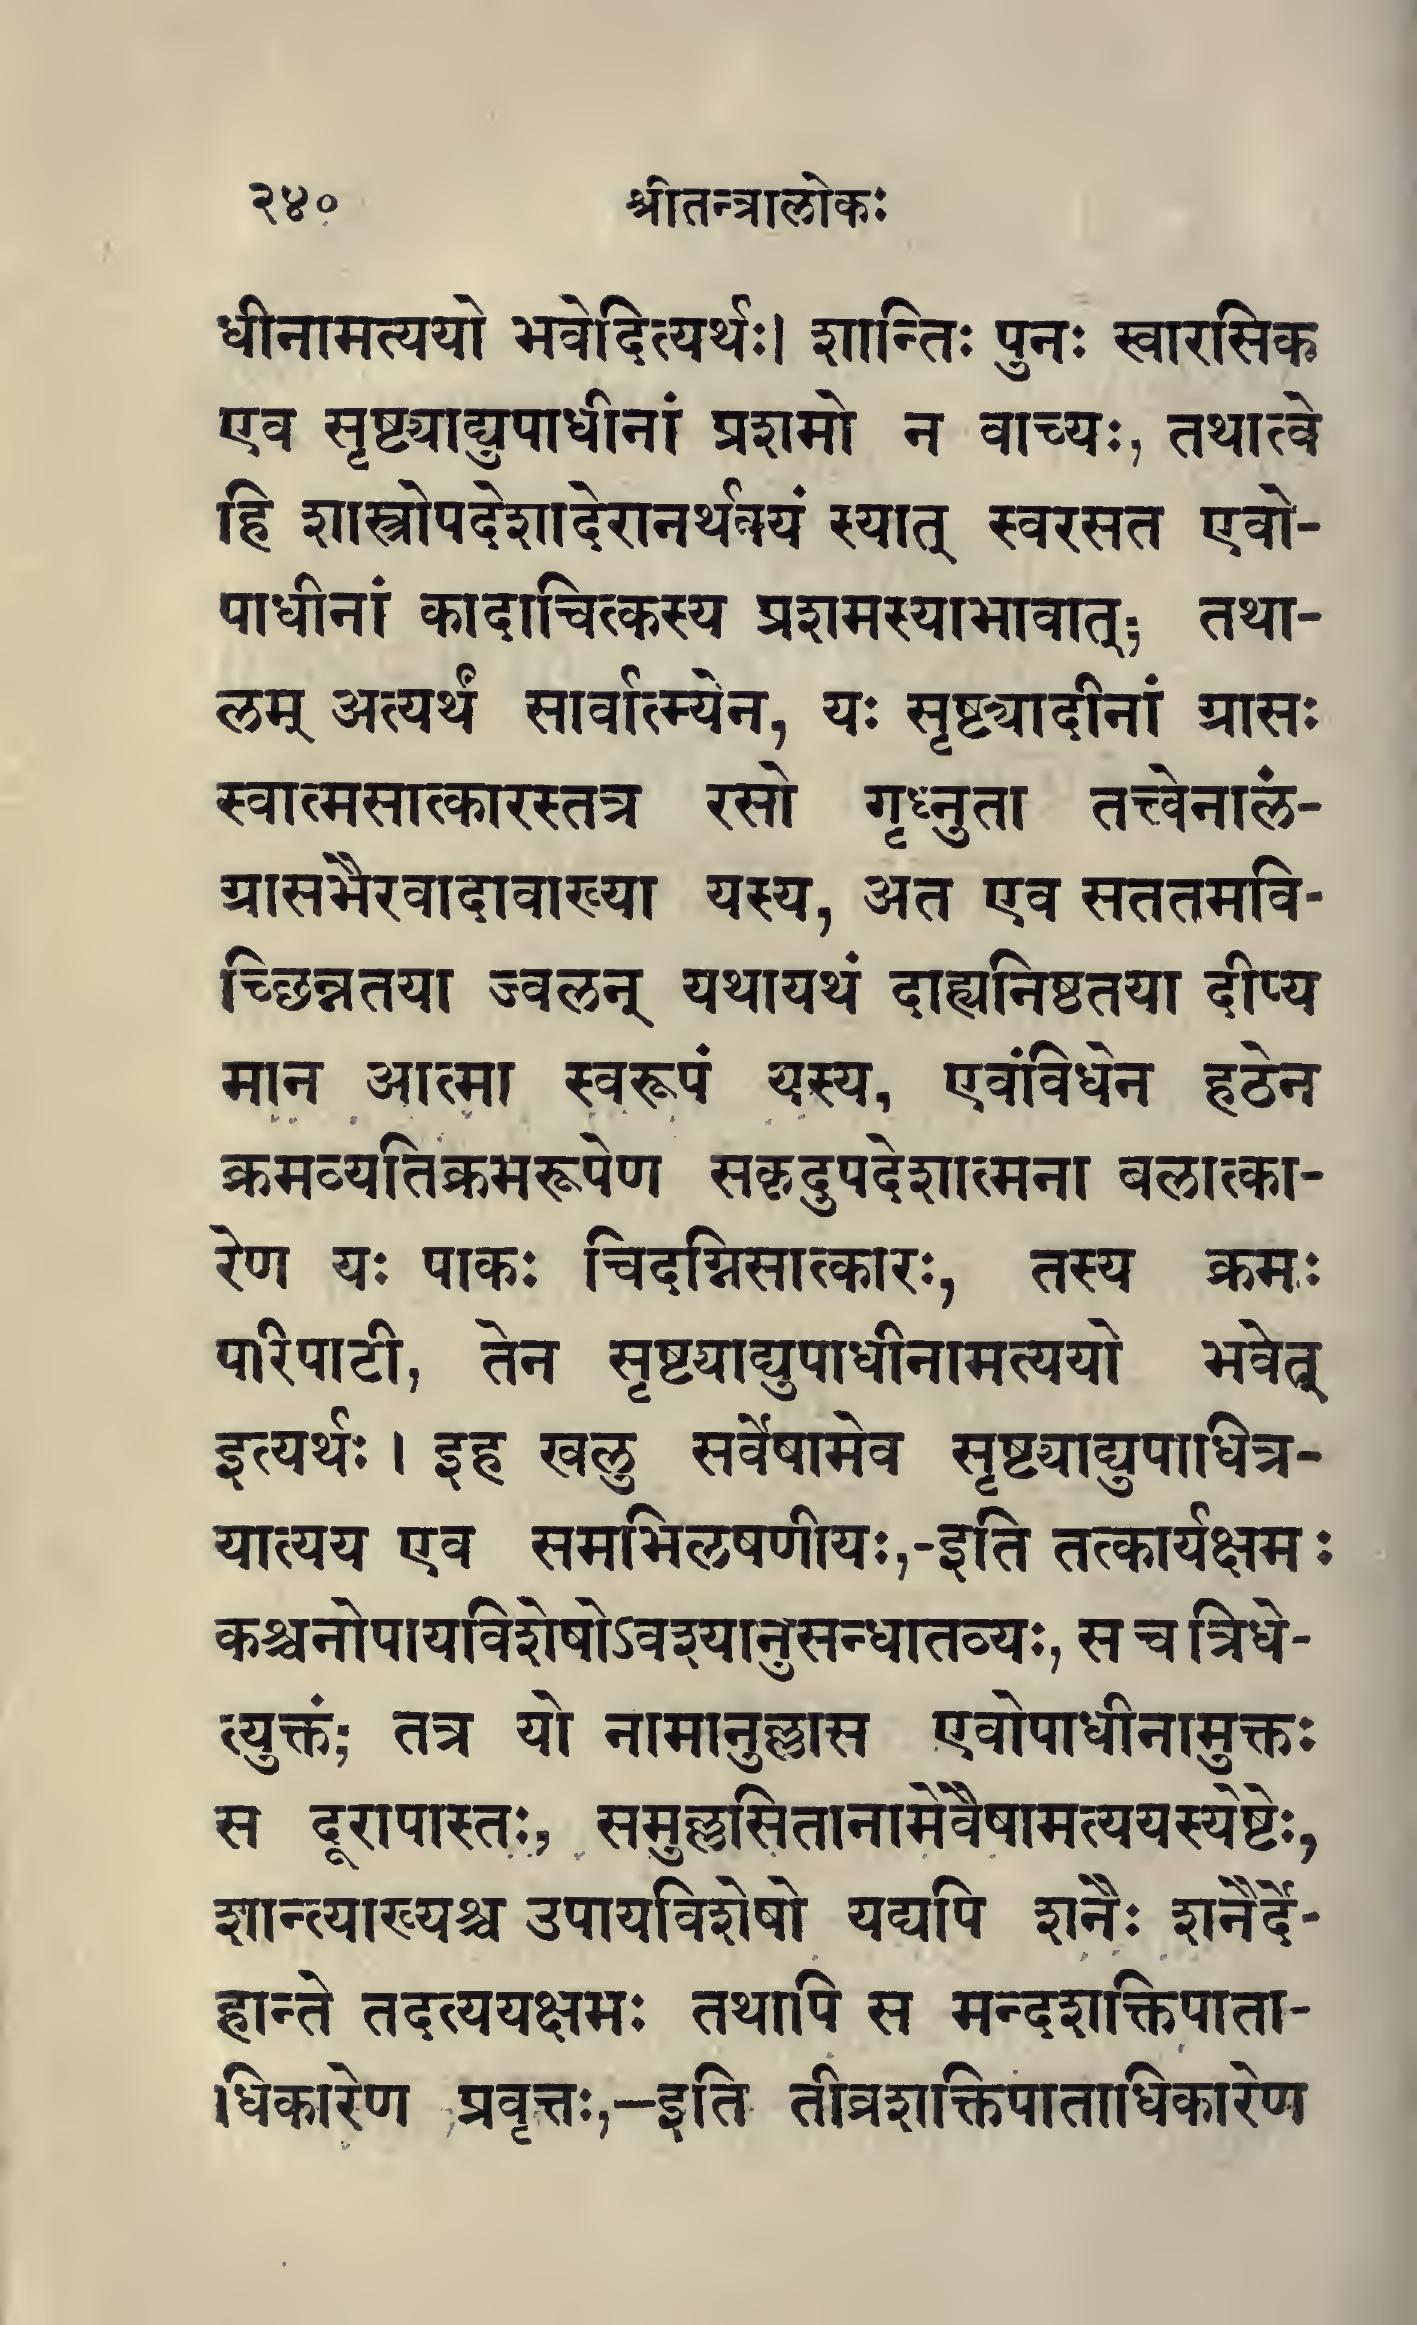 २४० श्रीतन्त्रालोकः
धीनामत्ययो भवेदित्यर्थः। शान्तिः पुनः स्वारसिक
एव सृष्ट्याद्युपाधीनां प्रशमो न वाच्यः, तथात्वे
हि शास्त्रोपदेशादेरानर्थक्यं स्यात् स्वरसत एवो-
पाधीनां कादाचित्कस्य प्रशमस्याभावात्; तथा-
लम् अत्यर्थं सार्वात्म्येन, यः सृष्ट्यादीनां ग्रासः
स्वात्मसात्कारस्तत्र रसो गृध्नुता तत्त्वेनालं-
ग्रासभैरवादावाख्या यस्य, अत एव सततमवि-
च्छिन्नतया ज्वलन् यथायथं दाह्यनिष्ठतया दीप्य
मान आत्मा स्वरूपं यस्य, एवंविधेन हठेन
क्रमव्यतिक्रमरूपेण सकृदुपदेशात्मना बलात्का-
रेण यः पाकः चिदग्निसात्कारः, तस्य क्रमः
परिपाटी, तेन सृष्ट्याद्युपाधीनामत्ययो भवेत्
इत्यर्थः। इह खलु सर्वेषामेव सृष्ट्याद्युपाधित्र-
यात्यय एव समभिलषणीयः,-इति तत्कार्यक्षमः
कश्चनोपायविशेषोऽवश्यानुसन्धातव्यः, स च त्रिधे-
त्युक्तं; तत्र यो नामानुल्लास एवोपाधीनामुक्तः
स दूरापास्तः, समुल्लसितानामेवैषामत्ययस्येष्टेः,
शान्त्याख्यश्च उपायविशेषो यद्यपि शनैः शनैर्दे-
हान्ते तदत्ययक्षमः तथापि स मन्दशक्तिपाता-
धिकारेण प्रवृत्तः,—इति तीव्रशक्तिपाताधिकारेण